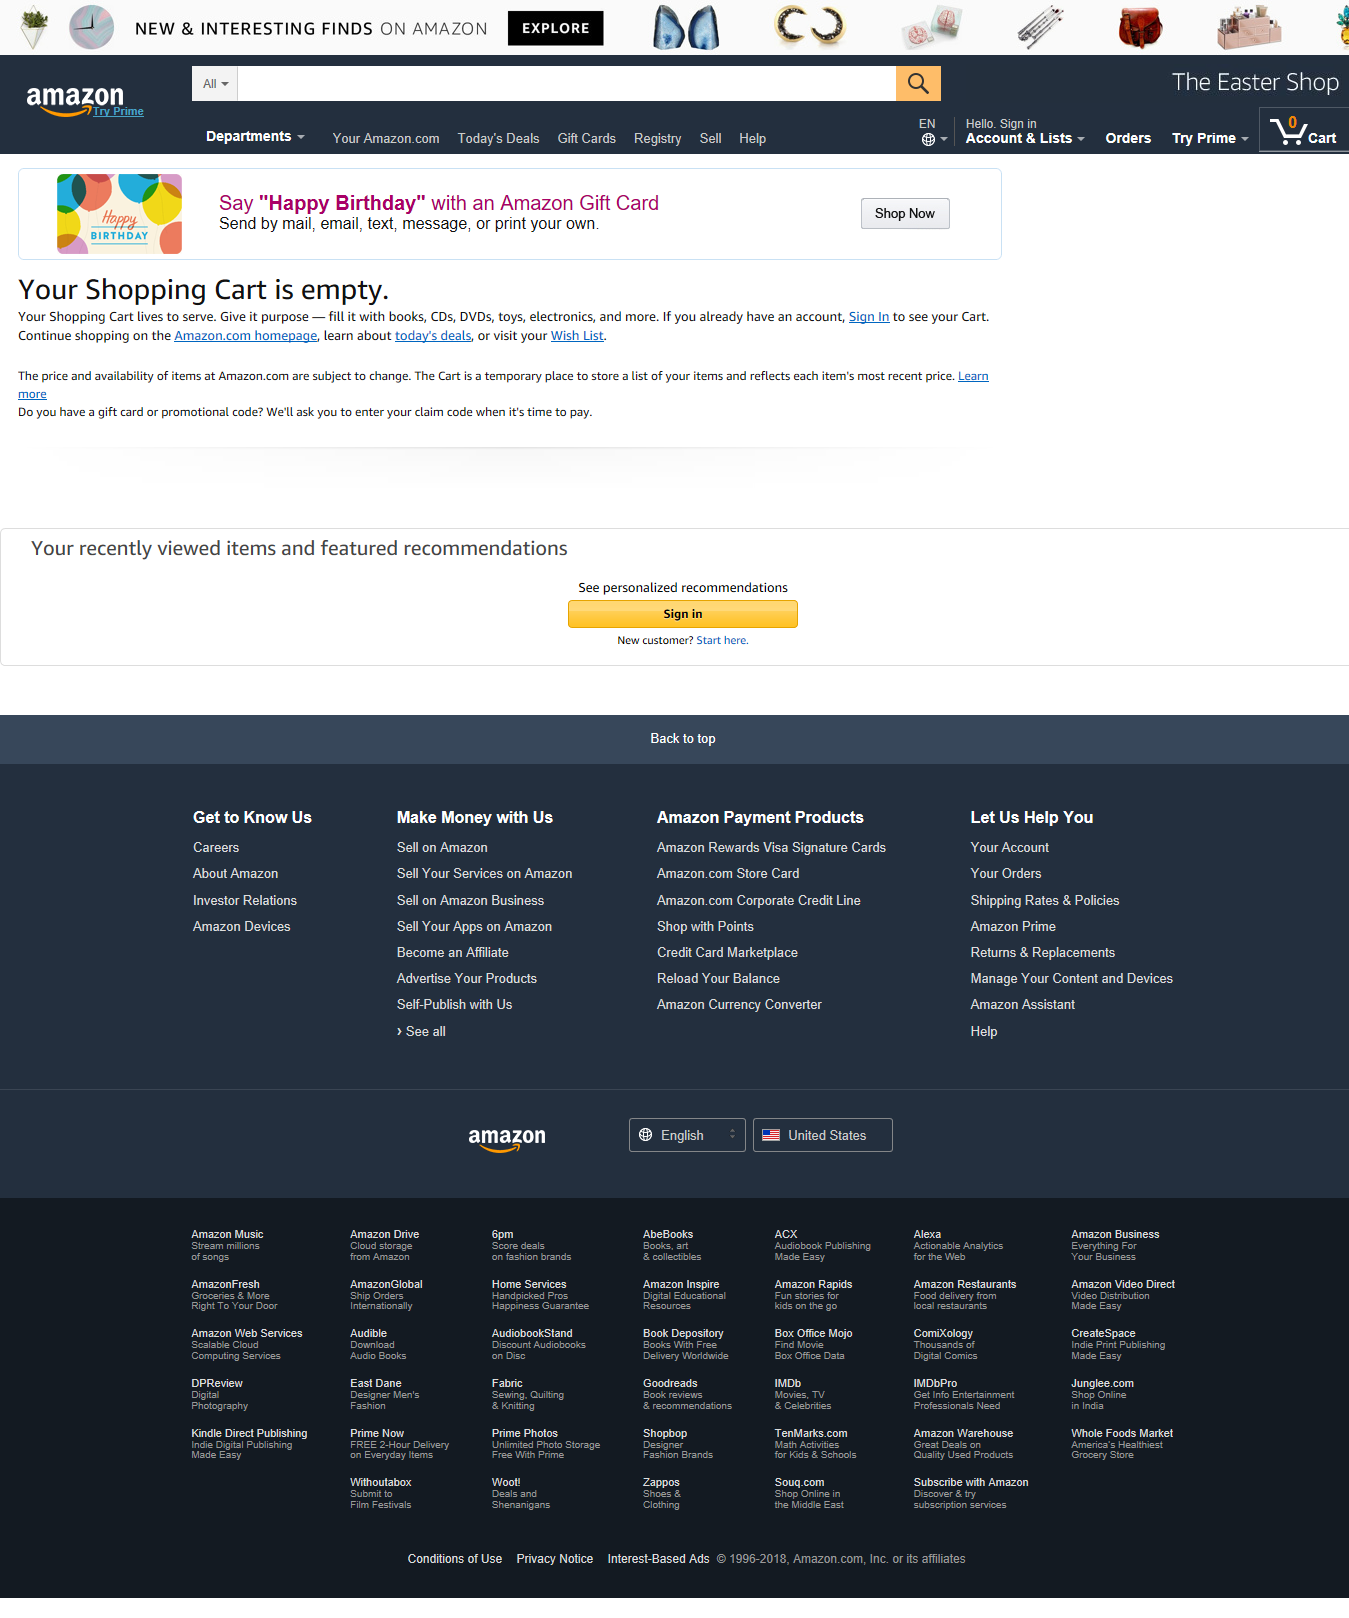 NEW & INTERESTING FINDS ON AMAZON EXPLORE
All
The Easter Shop
amazon
Try Prime
Departments Your Amazon.com Today's Deals Gift Cards Registry Sell Help
EN
Hello. Sign in
Account & Lists Orders Try Prime 0 Cart
Happy
BIRTHDAY
Say "Happy Birthday" with an Amazon Gift Card
Send by mail, email, text, message, or print your own.
Shop Now
Your Shopping Cart is empty.
Your Shopping Cart lives to serve. Give it purpose — fill it with books, CDs, DVDs, toys, electronics, and more. If you already have an account, Sign In to see your Cart.
Continue shopping on the Amazon.com homepage, learn about today's deals, or visit your Wish List.
The price and availability of items at Amazon.com are subject to change. The Cart is a temporary place to store a list of your items and reflects each item's most recent price. Learn
more
Do you have a gift card or promotional code? We'll ask you to enter your claim code when it's time to pay.
Your recently viewed items and featured recommendations
See personalized recommendations
Sign in
New customer? Start here.
Back to top
Get to Know Us
Careers
About Amazon
Investor Relations
Amazon Devices
Make Money with Us
Sell on Amazon
Sell Your Services on Amazon
Sell on Amazon Business
Sell Your Apps on Amazon
Become an Affiliate
Advertise Your Products
Self-Publish with Us
› See all
Amazon Payment Products
Amazon Rewards Visa Signature Cards
Amazon.com Store Card
Amazon.com Corporate Credit Line
Shop with Points
Credit Card Marketplace
Reload Your Balance
Amazon Currency Converter
Let Us Help You
Your Account
Your Orders
Shipping Rates & Policies
Amazon Prime
Returns & Replacements
Manage Your Content and Devices
Amazon Assistant
Help
amazon
English
United States
Amazon Music
Stream millions
of songs
Amazon Drive
Cloud storage
from Amazon
6pm
Score deals
on fashion brands
AbeBooks
Books, art
& collectibles
ACX
Audiobook Publishing
Made Easy
Alexa
Actionable Analytics
for the Web
Amazon Business
Everything For
Your Business
AmazonFresh
Groceries & More
Right To Your Door
AmazonGlobal
Ship Orders
Internationally
Home Services
Handpicked Pros
Happiness Guarantee
Amazon Inspire
Digital Educational
Resources
Amazon Rapids
Fun stories for
kids on the go
Amazon Restaurants
Food delivery from
local restaurants
Amazon Video Direct
Video Distribution
Made Easy
Amazon Web Services
Scalable Cloud
Computing Services
Audible
Download
Audio Books
AudiobookStand
Discount Audiobooks
on Disc
Book Depository
Books With Free
Delivery Worldwide
Box Office Mojo
Find Movie
Box Office Data
ComiXology
Thousands of
Digital Comics
CreateSpace
Indie Print Publishing
Made Easy
DPReview
Digital
Photography
East Dane
Designer Men's
Fashion
Fabric
Sewing, Quilting
& Knitting
Goodreads
Book reviews
& recommendations
IMDb
Movies, TV
& Celebrities
IMDbPro
Get Info Entertainment
Professionals Need
Junglee.com
Shop Online
in India
Kindle Direct Publishing
Indie Digital Publishing
Made Easy
Prime Now
FREE 2-Hour Delivery
on Everyday Items
Prime Photos
Unlimited Photo Storage
Free With Prime
Shopbop
Designer
Fashion Brands
TenMarks.com
Math Activities
for Kids & Schools
Amazon Warehouse
Great Deals on
Quality Used Products
Whole Foods Market
America's Healthiest
Grocery Store
Withoutabox
Submit to
Film Festivals
Woot!
Deals and
Shenanigans
Zappos
Shoes &
Clothing
Souq.com
Shop Online in
the Middle East
Subscribe with Amazon
Discover & try
subscription services
Conditions of Use Privacy Notice Interest-Based Ads © 1996-2018, Amazon.com, Inc. or its affiliates